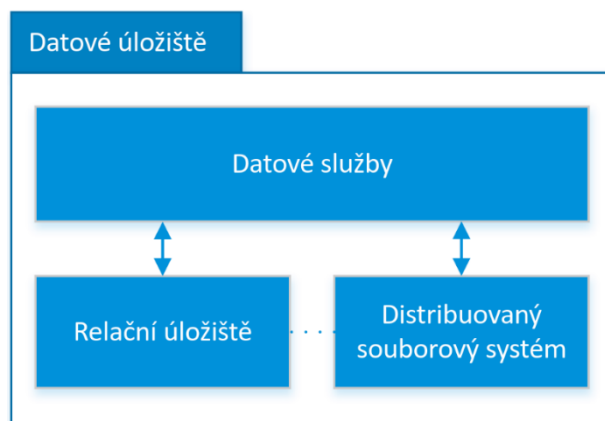 Datové úložiště
Datové služby
Relační úložiště
Distribuovaný
souborový systém